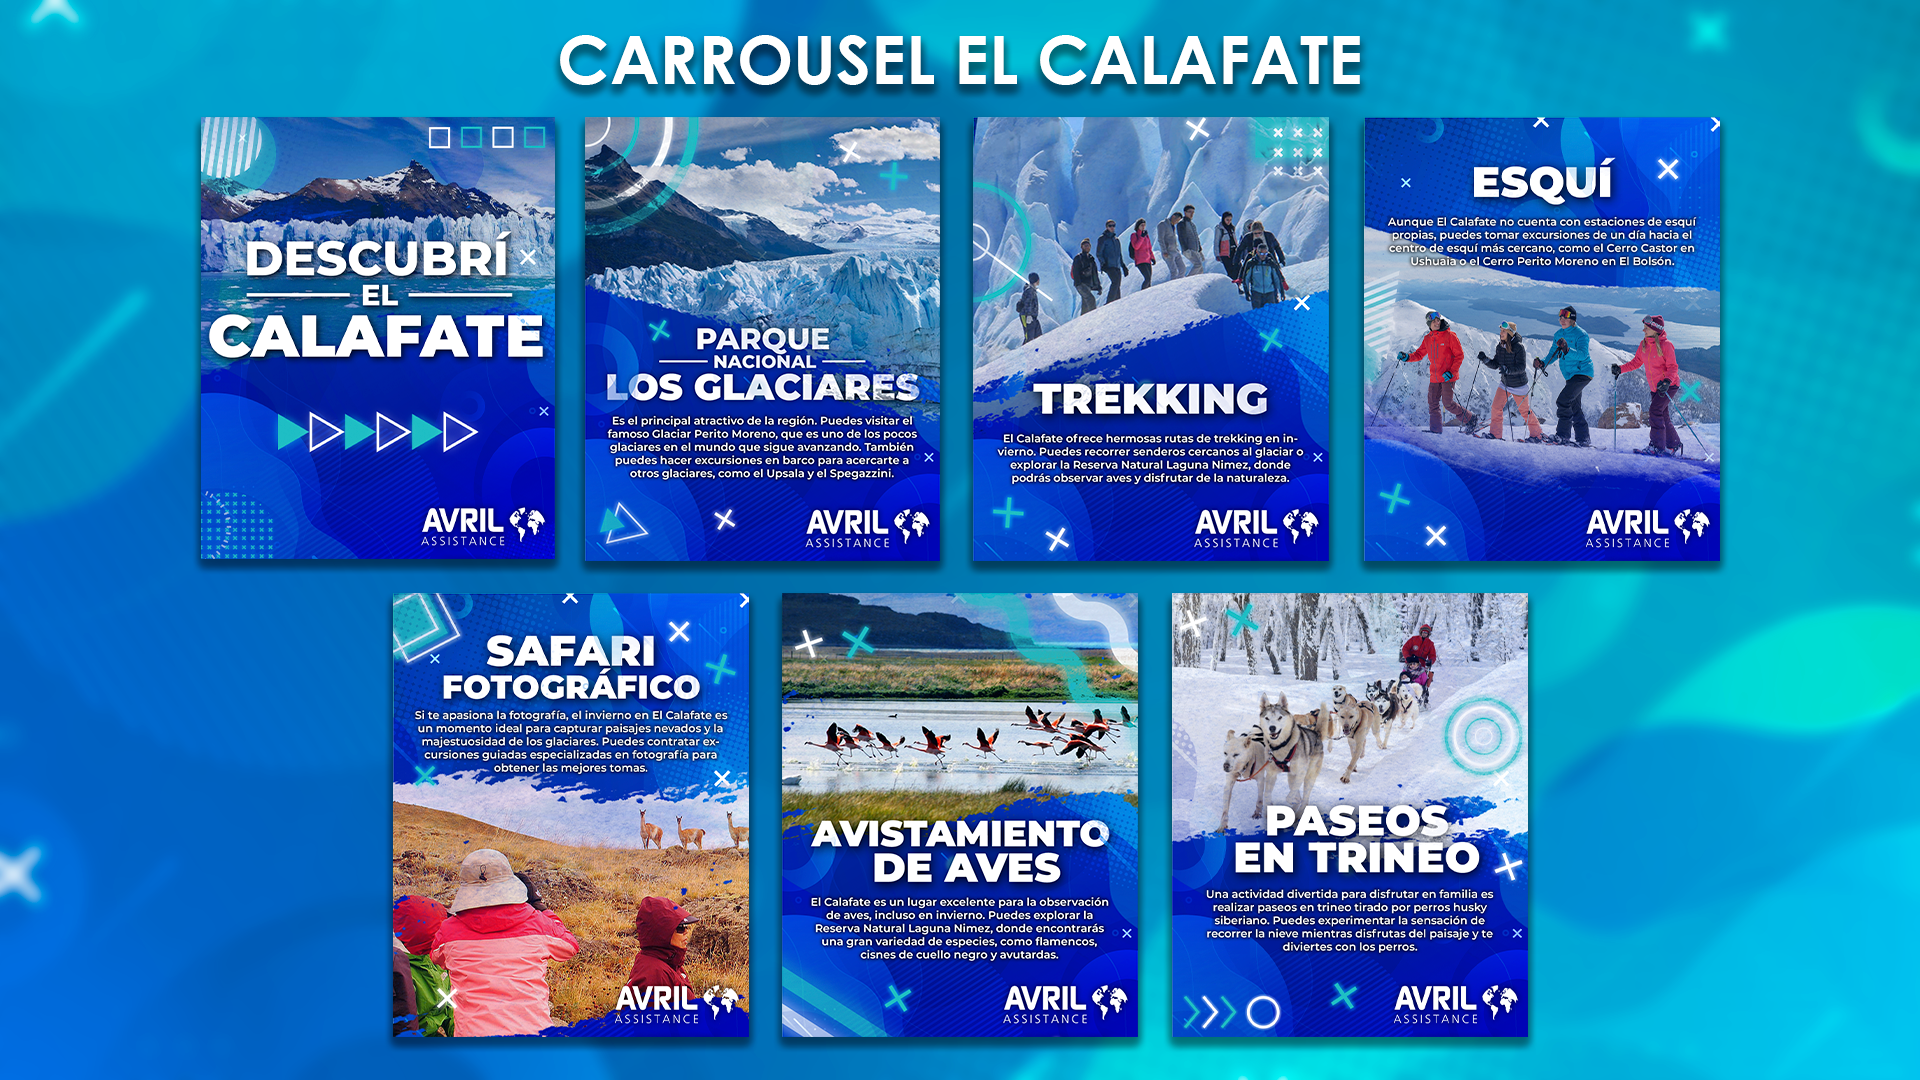 CARROUSEL EL CALAFATE
DESCUBRÍ
EL
CALAFATE
AVRIL
ASSISTANCE
PARQUE
NACIONAL
LOS GLACIARES
Es el principal atractivo de la región. Puedes visitar el
famoso Glaciar Perito Moreno, que es uno de los pocos
glaciares en el mundo que sigue avanzando. También
puedes hacer excursiones en barco para acercarte a
otros glaciares, como el Upsala y el Spegazzini.
AVRIL
ASSISTANCE
TREKKING
El Calafate ofrece hermosas rutas de trekking en in-
vierno. Puedes recorrer senderos cercanos al glaciar o
explorar la Reserva Natural Laguna Nimez, donde
podrás observar aves y disfrutar de la naturaleza.
AVRIL
ASSISTANCE
ESQUÍ
Aunque El Calafate no cuenta con estaciones de esquí
propias, puedes tomar excursiones de un día hacia el
centro de esquí más cercano, como el Cerro Castor en
Ushuaia o el Cerro Perito Moreno en El Bolsón.
AVRIL
ASSISTANCE
SAFARI
FOTOGRÁFICO
Si te apasiona la fotografía, el invierno en El Calafate es
un momento ideal para capturar paisajes nevados y la
majestuosidad de los glaciares. Puedes contratar ex-
cursiones guiadas especializadas en fotografía para
obtener las mejores tomas.
AVRIL
ASSISTANCE
AVISTAMIENTO
DE AVES
El Calafate es un lugar excelente para la observación
de aves, incluso en invierno. Puedes explorar la
Reserva Natural Laguna Nimez, donde encontrarás
una gran variedad de especies, como flamencos,
cisnes de cuello negro y avutardas.
AVRIL
ASSISTANCE
PASEOS
EN TRINEO
Una actividad divertida para disfrutar en familia es
realizar paseos en trineo tirado por perros husky
siberiano. Puedes experimentar la sensación de
recorrer la nieve mientras disfrutas del paisaje y te
diviertes con los perros.
AVRIL
ASSISTANCE